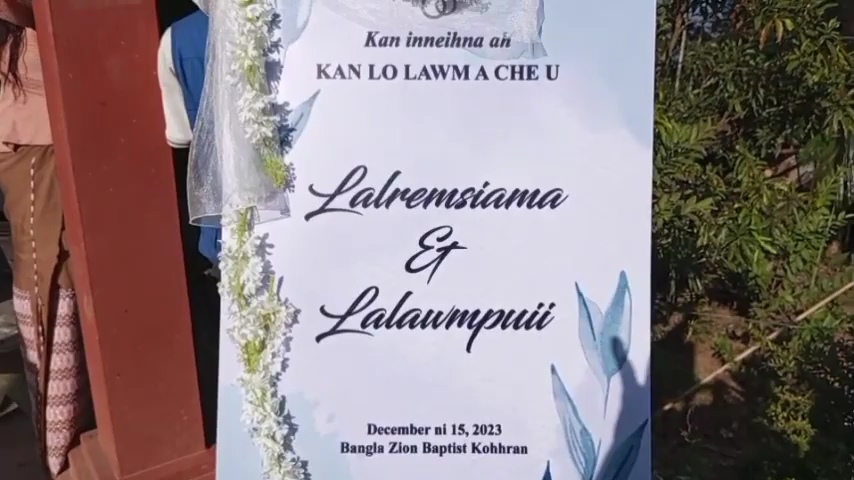 Kan inneihna ah
KAN LO LAWM A CHE U
Lalremsiama
&
Lalawmpuii
December ni 15, 2023
Bangla Zion Baptist Kohhran